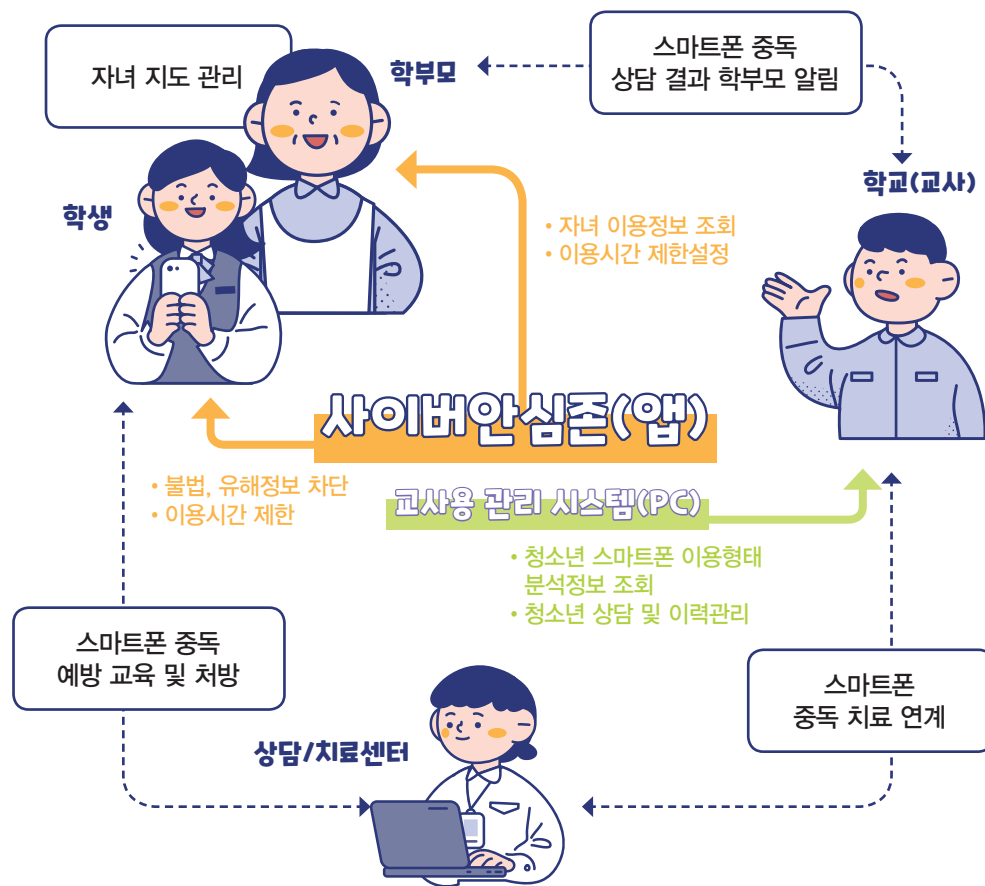 자녀 지도 관리
학부모
스마트폰 중독
상담 결과 학부모 알림
학교(교사)
학생
• 자녀 이용정보 조회
• 이용시간 제한설정
사이버안심존(앱)
• 불법, 유해정보 차단
• 이용시간 제한
교사용 관리 시스템(PC)
• 청소년 스마트폰 이용형태
분석정보 조회
• 청소년 상담 및 이력관리
스마트폰 중독
예방 교육 및 처방
스마트폰
중독 치료 연계
상담/치료센터